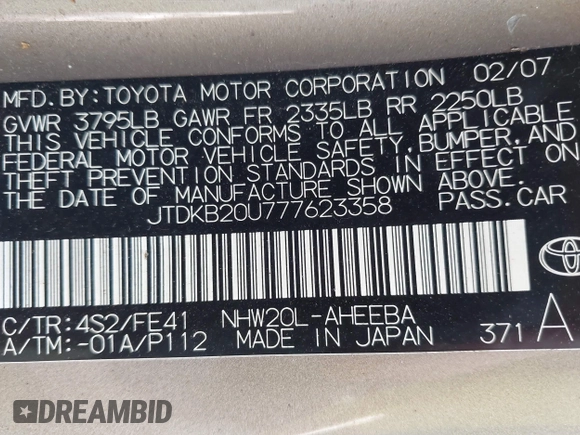 MFD.BY:TOYOTA MOTOR CORPORATION 02/07
GVWR 3795LB GAWR FR 2335LB RR 2250LB
THIS VEHICLE CONFORMS TO ALL APPLICABLE
FEDERAL MOTOR VEHICLE SAFETY,BUMPER,AND
THEFT PREVENTION STANDARDS IN EFFECT ON
THE DATE OF MANUFACTURE SHOWN ABOVE.
JTDKB20U777623358 PASS.CAR
C/TR:4S2/FE41 NHW20L-AHEEBA
A/TM:-01A/P112 MADE IN JAPAN 371 A
DREAMBID